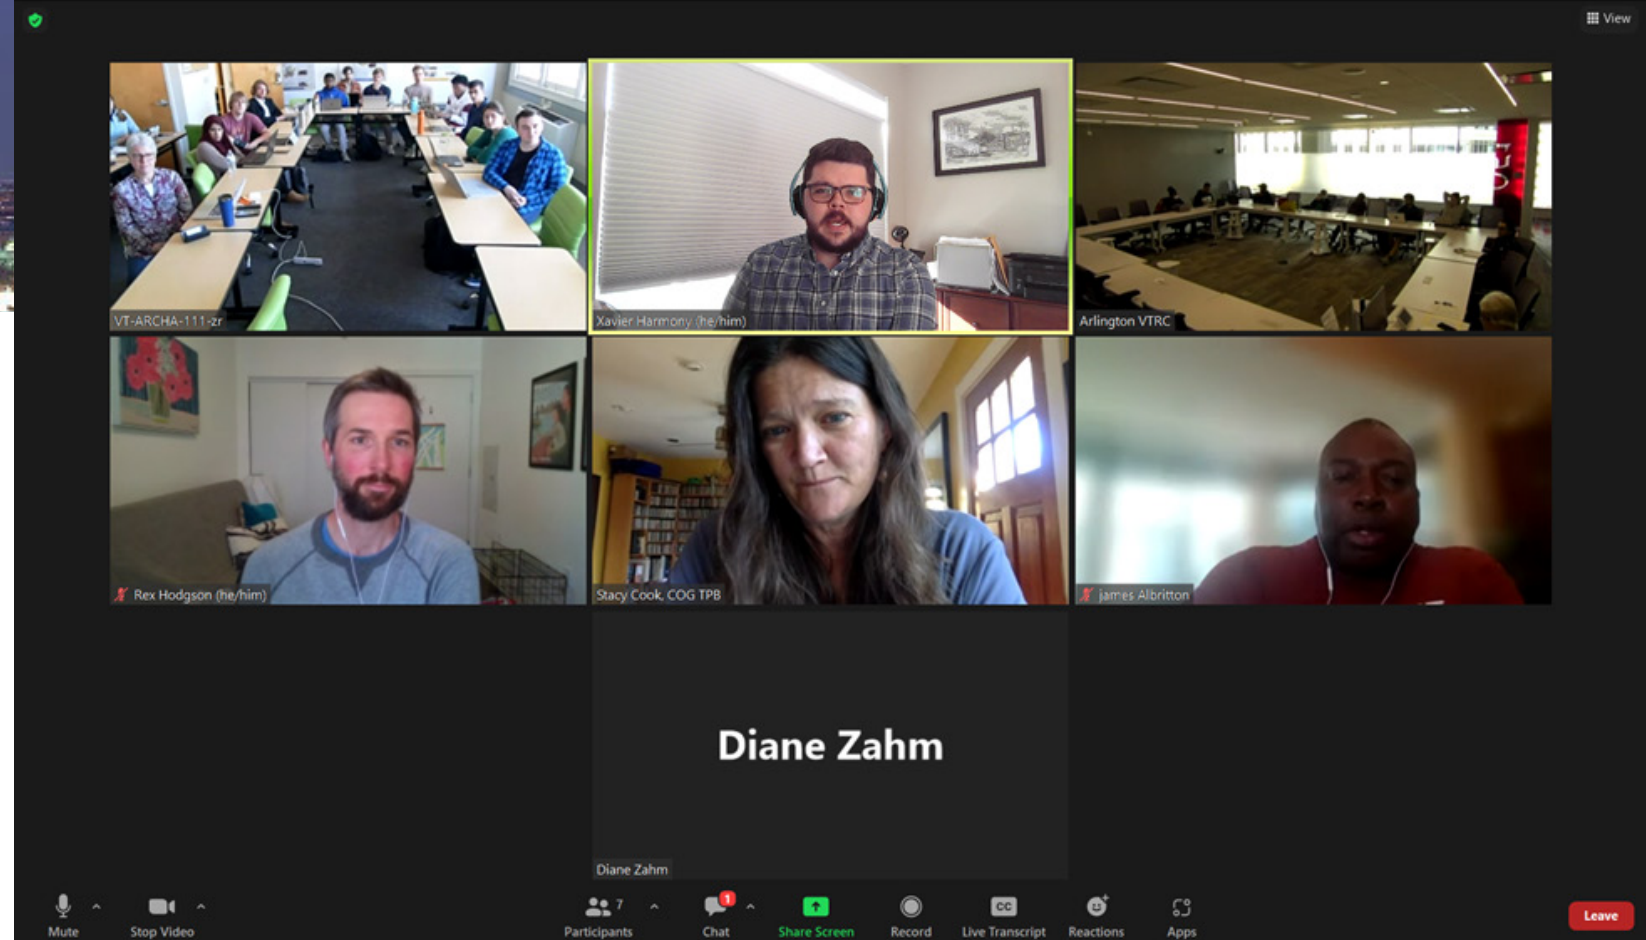 View
VT-ARCHA-111-zr
Xavier Harmony (he/him)
Arlington VTRC
Rex Hodgson (he/him)
Stacy Cook, COG TPB
james Albritton
Diane Zahm
Diane Zahm
7
1
CC
Mute
Stop Video
Participants
Chat
Share Screen
Record
Live Transcript
Reactions
Apps
Leave